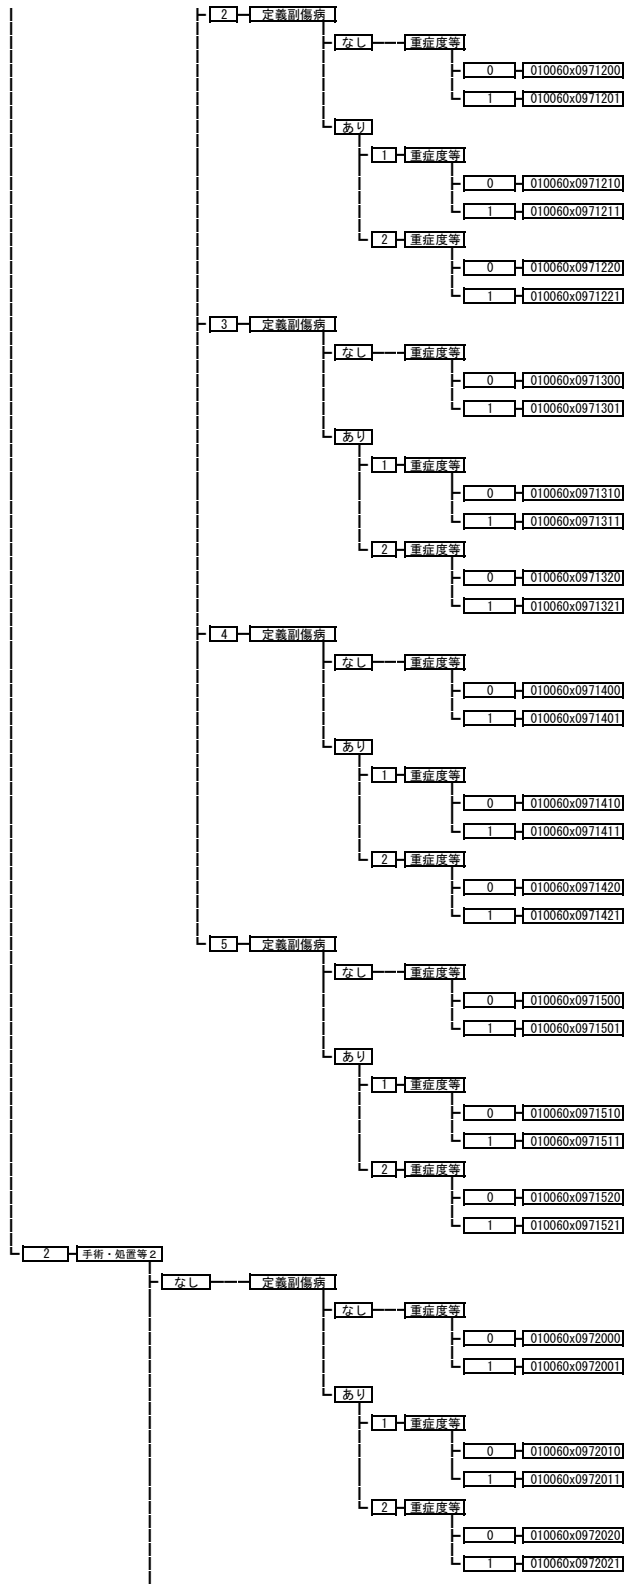 2 定義副傷病
なし 重症度等
0 010060x0971200
1 010060x0971201
あり
1 重症度等
0 010060x0971210
1 010060x0971211
2 重症度等
0 010060x0971220
1 010060x0971221
3 定義副傷病
なし 重症度等
0 010060x0971300
1 010060x0971301
あり
1 重症度等
0 010060x0971310
1 010060x0971311
2 重症度等
0 010060x0971320
1 010060x0971321
4 定義副傷病
なし 重症度等
0 010060x0971400
1 010060x0971401
あり
1 重症度等
0 010060x0971410
1 010060x0971411
2 重症度等
0 010060x0971420
1 010060x0971421
5 定義副傷病
なし 重症度等
0 010060x0971500
1 010060x0971501
あり
1 重症度等
0 010060x0971510
1 010060x0971511
2 重症度等
0 010060x0971520
1 010060x0971521
2 手術・処置等2
なし 定義副傷病
なし 重症度等
0 010060x0972000
1 010060x0972001
あり
1 重症度等
0 010060x0972010
1 010060x0972011
2 重症度等
0 010060x0972020
1 010060x0972021